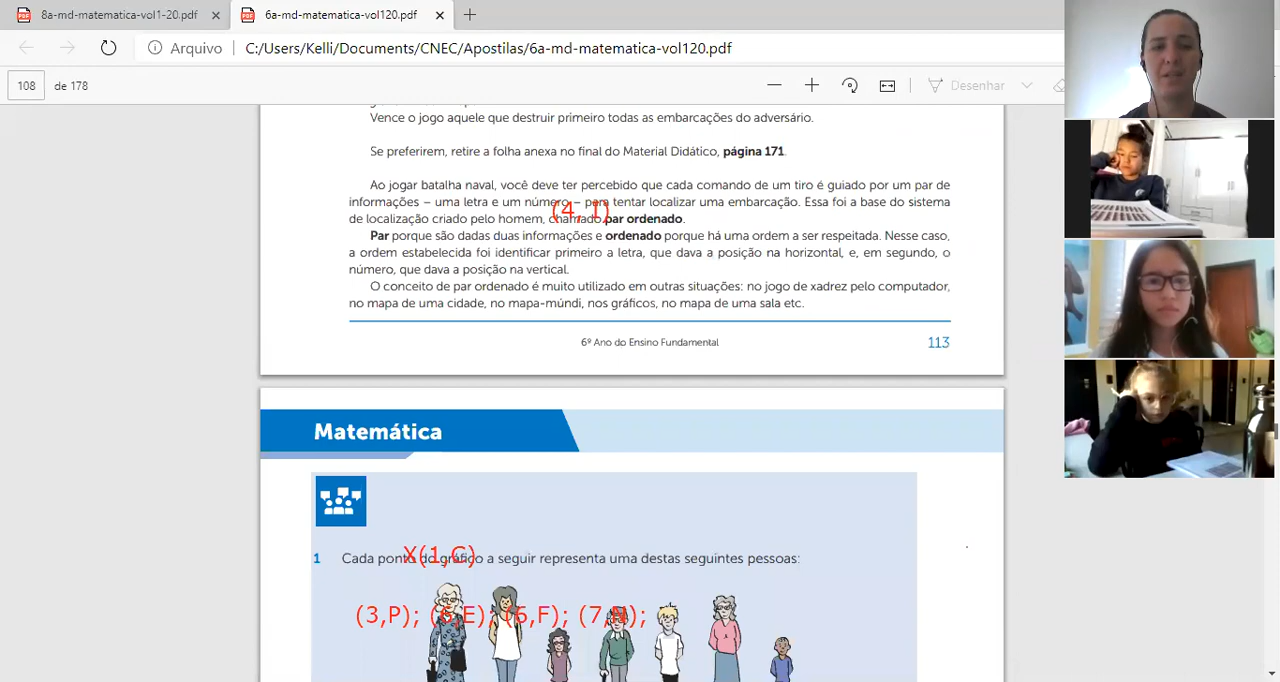 8a-md-matematica-vol1-20.pdf
6a-md-matematica-vol120.pdf
Arquivo
C:/Users/Kelli/Documents/CNEC/Apostilas/6a-md-matematica-vol120.pdf
108 de 178
Desenhar
Vence o jogo aquele que destruir primeiro todas as embarcações do adversário.
Se preferirem, retire a folha anexa no final do Material Didático, página 171.
Ao jogar batalha naval, você deve ter percebido que cada comando de um tiro é guiado por um par de
informações – uma letra e um número – para tentar localizar uma embarcação. Essa foi a base do sistema
(4, 1)
de localização criado pelo homem, chamado par ordenado.
Par porque são dadas duas informações e ordenado porque há uma ordem a ser respeitada. Nesse caso,
a ordem estabelecida foi identificar primeiro a letra, que dava a posição na horizontal, e, em segundo, o
número, que dava a posição na vertical.
O conceito de par ordenado é muito utilizado em outras situações: no jogo de xadrez pelo computador,
no mapa de uma cidade, no mapa-múndi, nos gráficos, no mapa de uma sala etc.
6º Ano do Ensino Fundamental
113
Matemática
1 Cada ponto do gráfico a seguir representa uma destas seguintes pessoas:
X(1,C)
(3,P); (6,E); (5,F); (7,N);